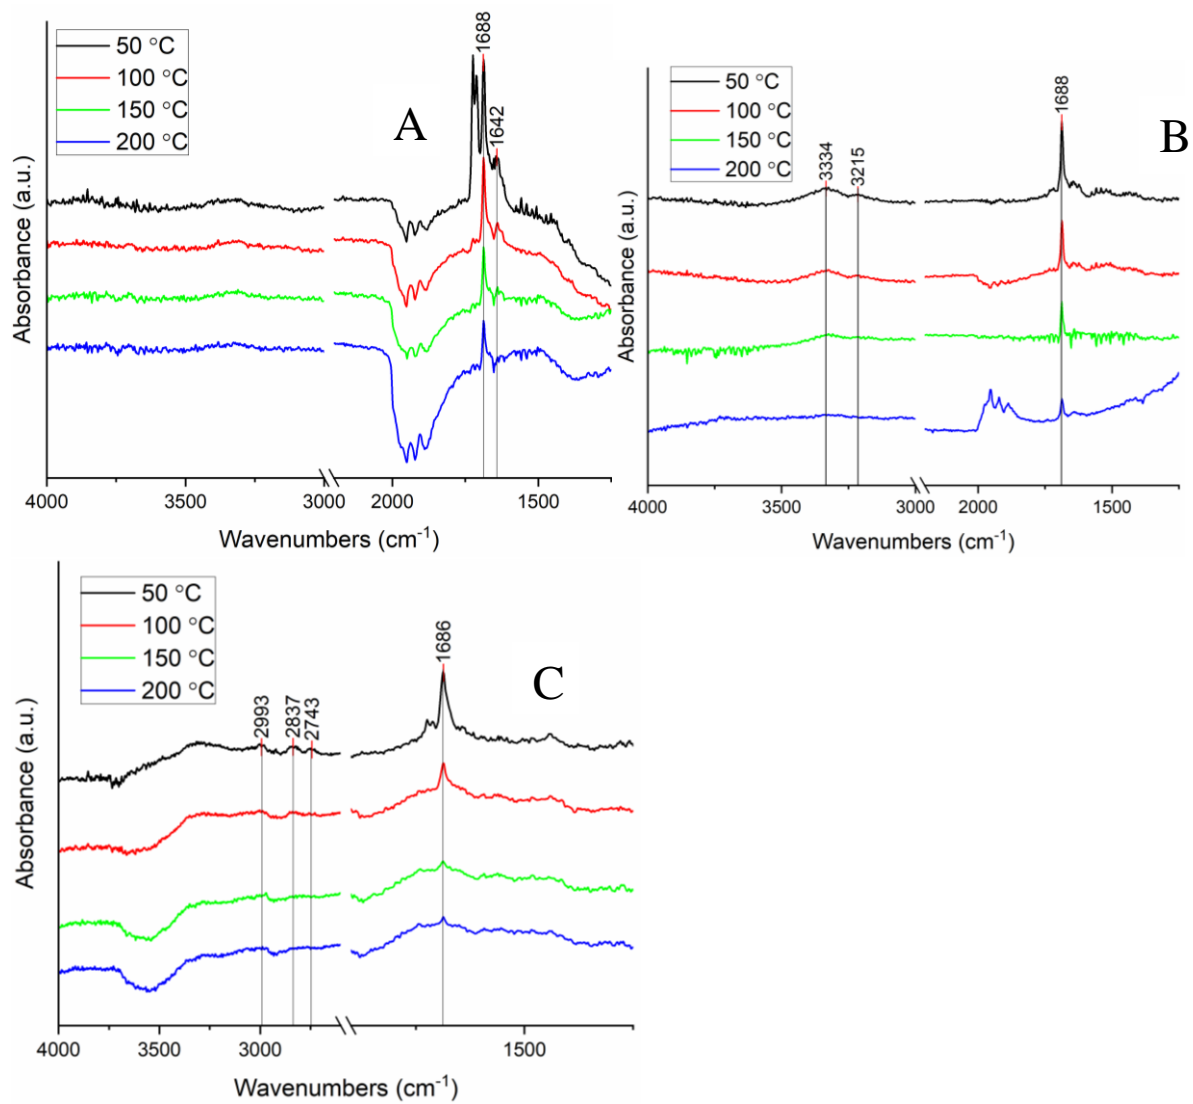 A
50 °C
100 °C
150 °C
200 °C
1688
1642
Absorbance (a.u.)
4000
3500
3000
2000
1500
Wavenumbers (cm⁻¹)
B
50 °C
100 °C
150 °C
200 °C
3334
3215
1688
Absorbance (a.u.)
4000
3500
3000
2000
1500
Wavenumbers (cm⁻¹)
C
50 °C
100 °C
150 °C
200 °C
2993
2837
2743
1686
Absorbance (a.u.)
4000
3500
3000
1500
Wavenumbers (cm⁻¹)